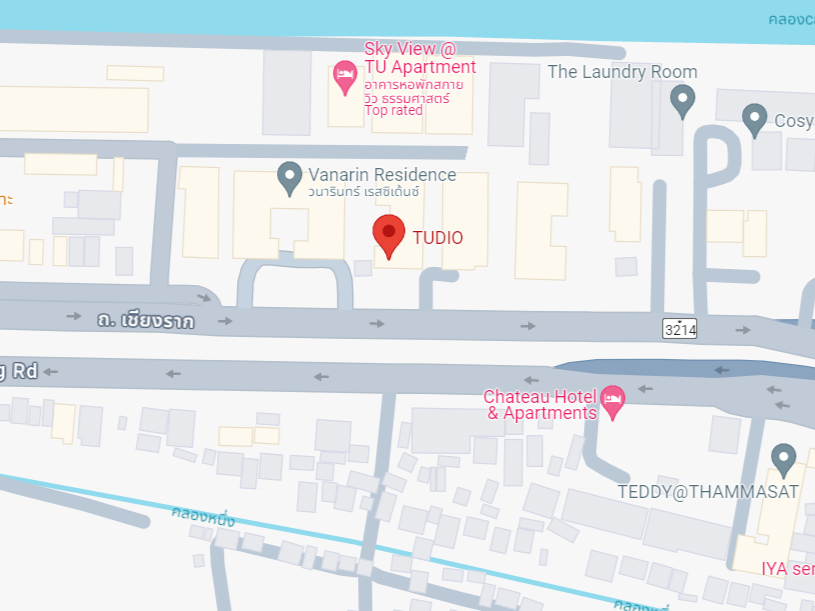 คลอง
Sky View @
TU Apartment
อาคารหอพักสกาย
วิว ธรรมศาสตร์
Top rated
The Laundry Room
Cosy
Vanarin Residence
วนารินทร์ เรสซิเด้นซ์
TUDIO
าะ
ถ. เชียงราก
3214
g Rd
Chateau Hotel
& Apartments
TEDDY@THAMMASAT
คลองหนึ่ง
IYA ser